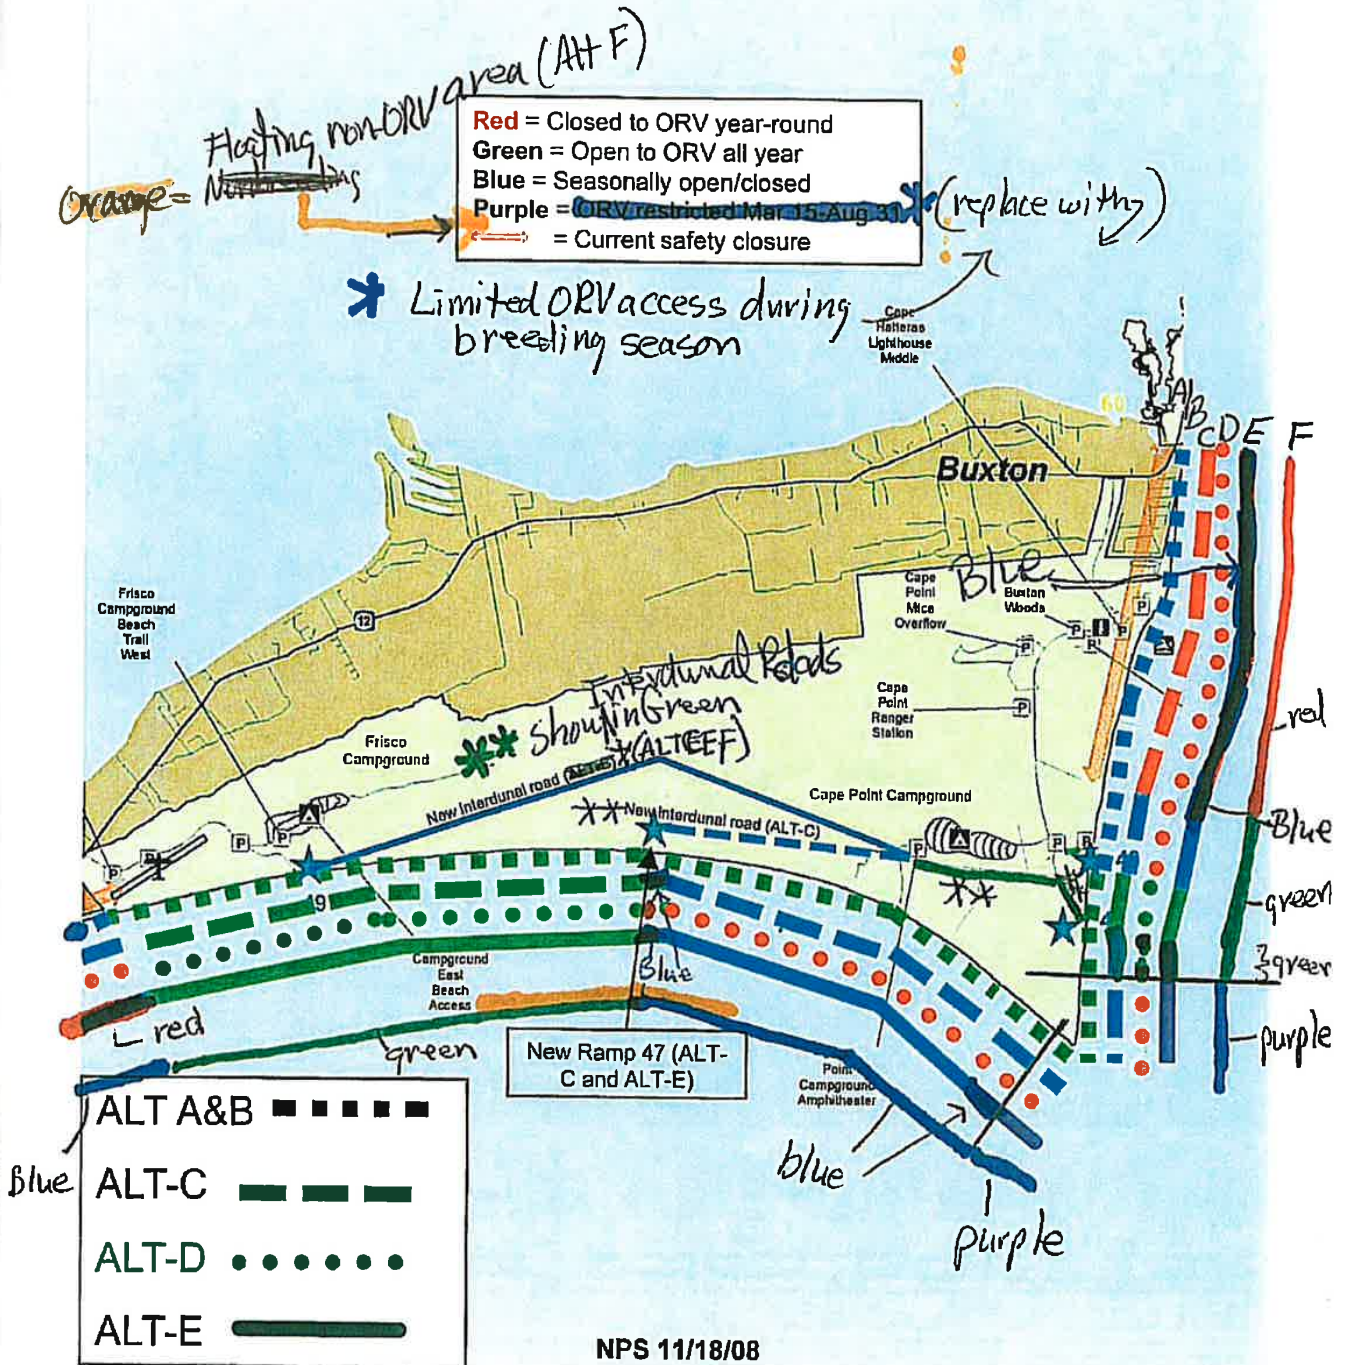 Floating non-ORV area (Alt F)
Orange =
Red = Closed to ORV year-round
Green = Open to ORV all year
Blue = Seasonally open/closed
Purple = ORV restricted Mar 15-Aug 31
(replace with)
= Current safety closure
* Limited ORV access during
breeding season
Cape
Hatteras
Lighthouse
Middle
60
A B C D E F
Buxton
Blue
Cape
Point
Mica
Overflow
Buxton
Woods
P
P
P
R
P
12
Frisco
Campground
Beach
Trail
West
Interdunal Roads
Shown in Green
Cape
Point
Ranger
Station
P
red
Frisco
Campground
New Interdunal road
** New Interdunal road (ALT-C)
Cape Point Campground
Blue
P
P
P
P
P
P
49
**
green
green
Campground
East
Beach
Access
Blue
red
green
New Ramp 47 (ALT-
C and ALT-E)
Point
Campground
Amphitheater
purple
blue
purple
Blue
ALT A&B
ALT-C
ALT-D
ALT-E
NPS 11/18/08